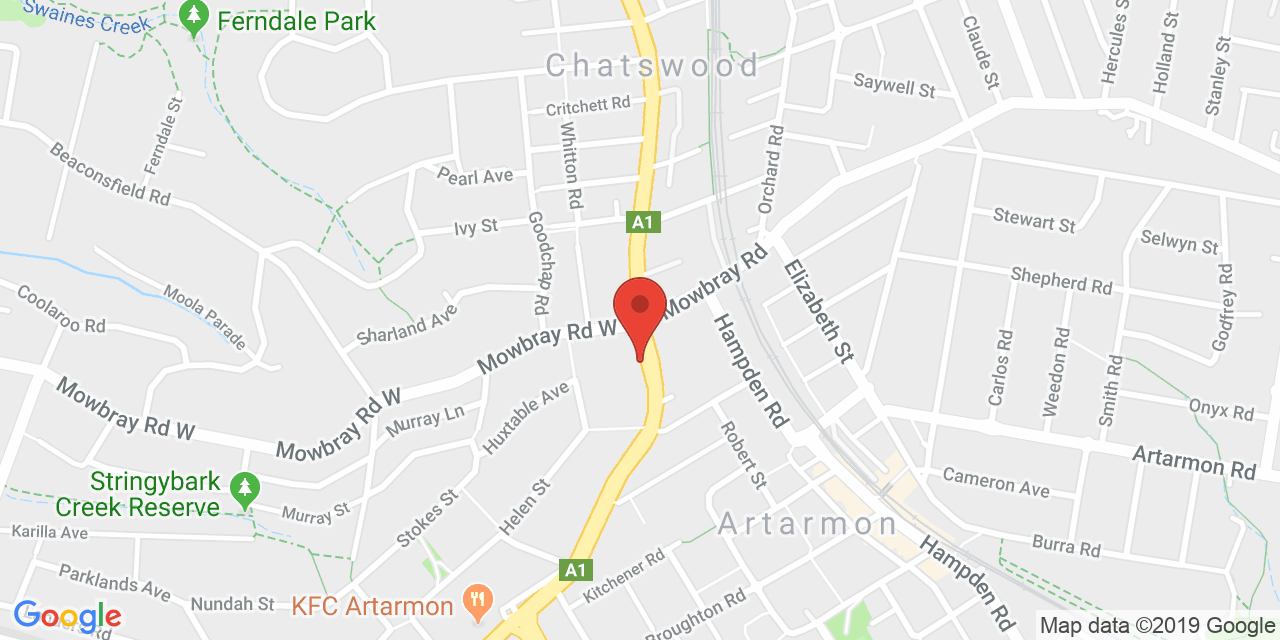 Swaines Creek
Ferndale Park
Chatswood
Claude St
Hercules S
Holland St
Stanley St
Saywell St
Critchett Rd
Whitton Rd
Ferndale St
Beaconsfield Rd
Pearl Ave
Orchard Rd
Ivy St
Goodchap Rd
A1
Stewart St
Selwyn St
Mowbray Rd
Elizabeth St
Shepherd Rd
Godfrey Rd
Moola Parade
Coolaroo Rd
Sharland Ave
Mowbray Rd W
Hampden Rd
Carlos Rd
Weedon Rd
Smith Rd
Onyx Rd
Mowbray Rd W
Mowbray Rd W
Murray Ln
Huxtable Ave
Robert St
Artarmon Rd
Stringybark
Creek Reserve
Murray St
Stokes St
Helen St
Cameron Ave
Artarmon
Karilla Ave
Burra Rd
Hampden Rd
Parklands Ave
A1
Kitchener Rd
Nundah St
KFC Artarmon
Broughton Rd
Google
Rd
Map data ©2019 Google